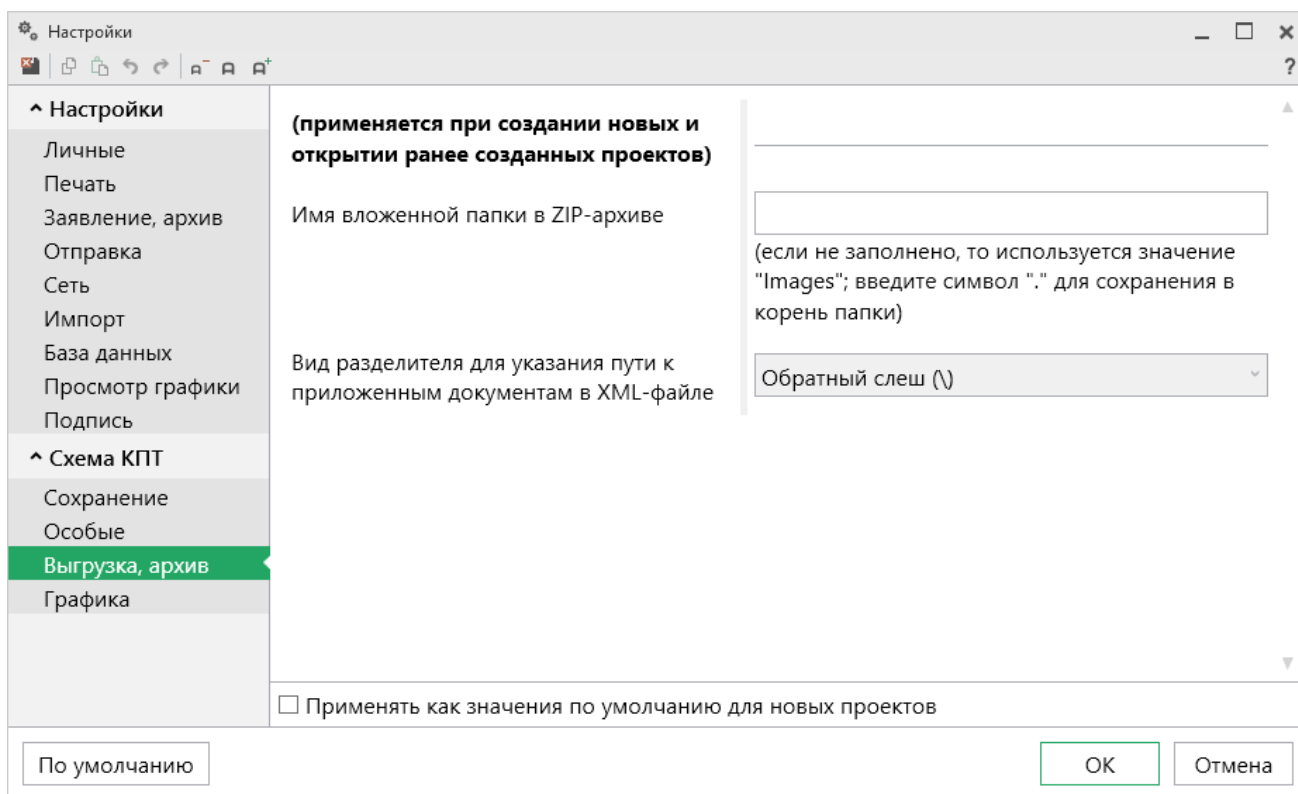 Настройки
?
Настройки
Личные
Печать
Заявление, архив
Отправка
Сеть
Импорт
База данных
Просмотр графики
Подпись
Схема КПТ
Сохранение
Особые
Выгрузка, архив
Графика
(применяется при создании новых и
открытии ранее созданных проектов)
Имя вложенной папки в ZIP-архиве
(если не заполнено, то используется значение
"Images"; введите символ "." для сохранения в
корень папки)
Вид разделителя для указания пути к
приложенным документам в XML-файле
Обратный слеш (\)
Применять как значения по умолчанию для новых проектов
По умолчанию
ОК
Отмена